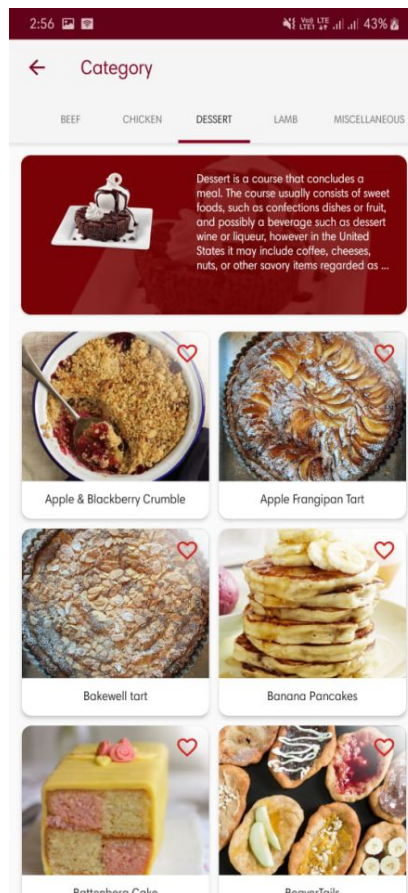 2:56 43%
Category
BEEF CHICKEN DESSERT LAMB MISCELLANEOUS
Dessert is a course that concludes a
meal. The course usually consists of sweet
foods, such as confections dishes or fruit,
and possibly a beverage such as dessert
wine or liqueur, however in the United
States it may include coffee, cheeses,
nuts, or other savory items regarded as ...
Apple & Blackberry Crumble
Apple Frangipan Tart
Bakewell tart
Banana Pancakes
Battenberg Cake
BeaverTails